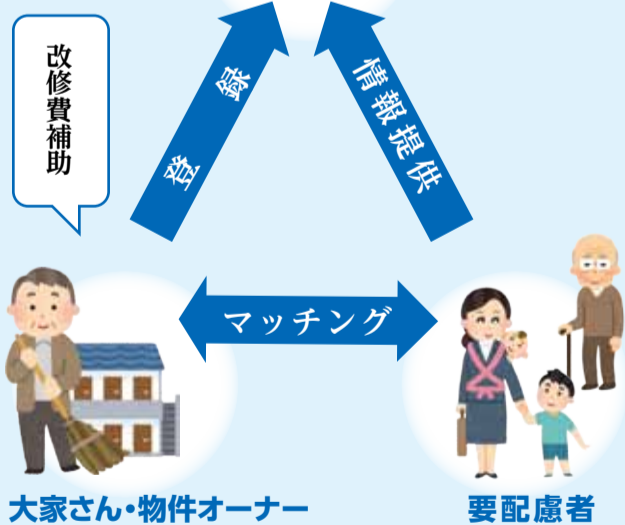 改修費補助
登録
情報提供
マッチング
大家さん・物件オーナー
要配慮者